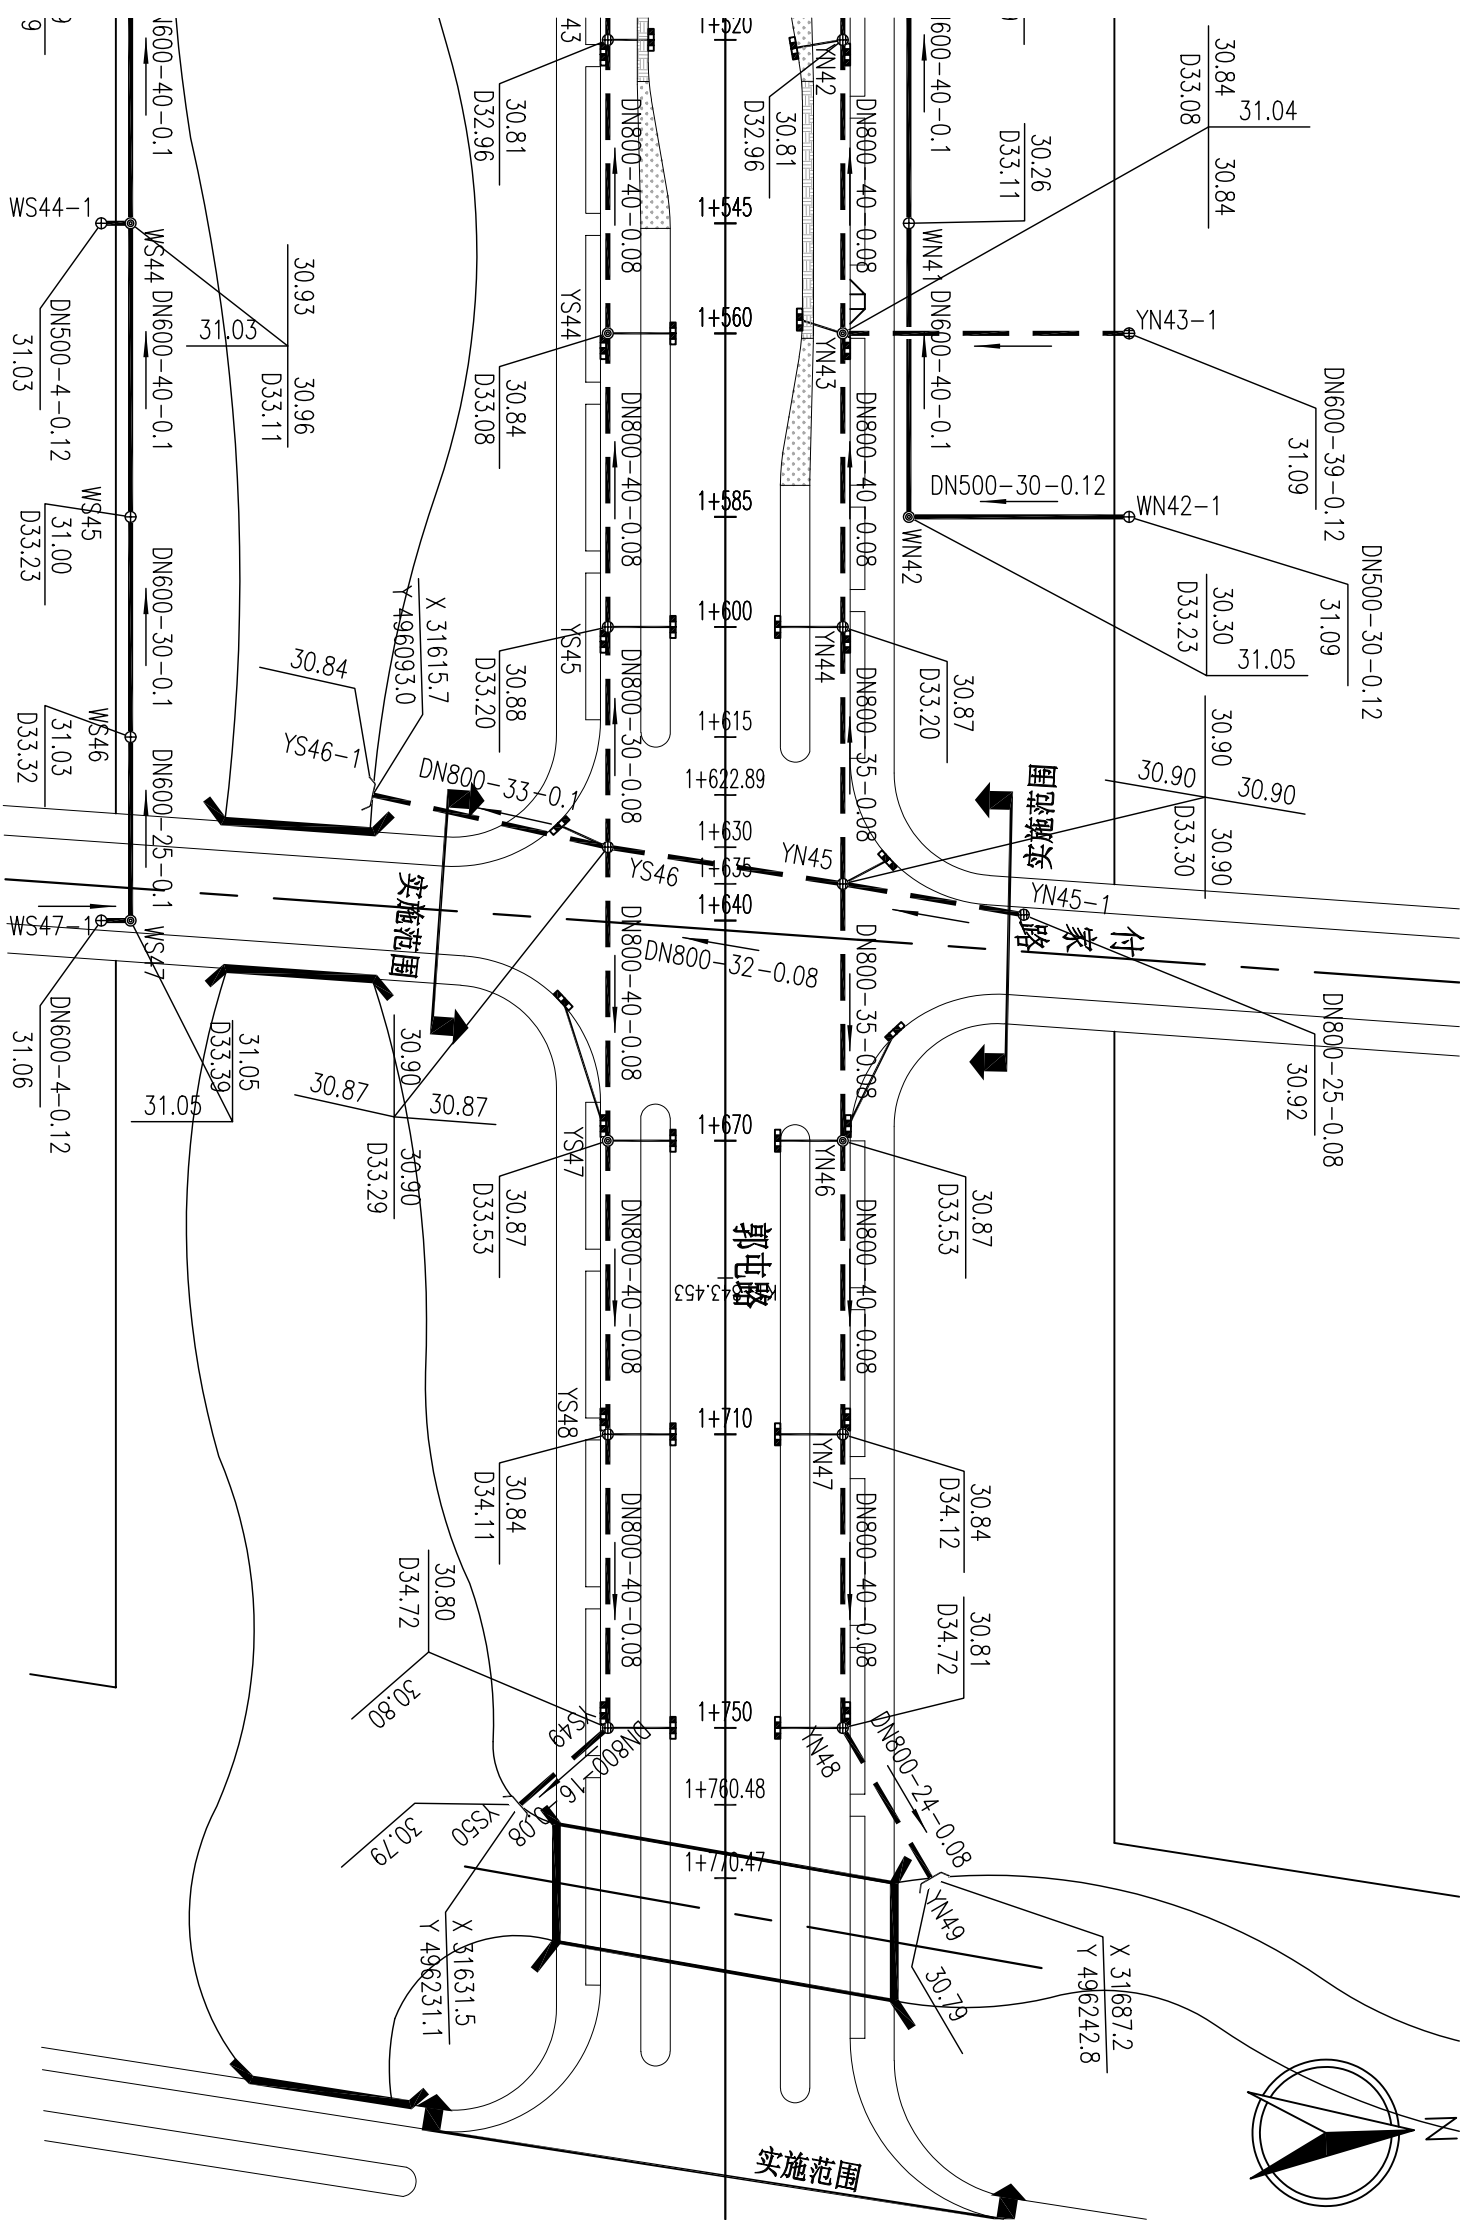 1+520
43
YN42
DN600-40-0.1
600-40-0.1
30.81
D32.96
30.81
D32.96
DN800-40-0.08
DN800-40-0.08
30.26
D33.11
30.84
D33.08
31.04
30.84
1+545
WS44-1
WS44
WN41
30.93
31.03
30.96
D33.11
DN500-4-0.12
31.03
DN600-40-0.1
YS44
1+560
YN43
DN600-40-0.1
YN43-1
DN600-39-0.12
31.09
30.84
D33.08
DN800-40-0.08
DN800-40-0.08
1+585
DN500-30-0.12
WN42-1
WN42
DN500-30-0.12
31.09
WS45
31.00
D33.23
30.30
D33.23
31.05
DN600-30-0.1
1+600
YS45
YN44
X 31615.7
Y 496093.0
30.88
D33.20
30.87
D33.20
DN800-30-0.08
DN800-35-0.08
30.84
WS46
31.03
D33.32
YS46-1
1+615
1+622.89
DN800-33-0.1
DN600-25-0.1
30.90
30.90
30.90
30.90
D33.30
实施范围
1+630
1+635
1+640
YS46
YN45
YN45-1
WS47-1
WS47
实施范围
付家路
DN800-40-0.08
DN800-32-0.08
DN800-35-0.08
DN800-25-0.08
30.92
DN600-4-0.12
31.06
31.05
D33.39
31.05
30.90
30.87
30.87
30.90
D33.29
YS47
1+670
YN46
30.87
D33.53
30.87
D33.53
DN800-40-0.08
DN800-40-0.08
郭屯路
YS48
1+710
YN47
30.84
D34.11
30.84
D34.12
DN800-40-0.08
DN800-40-0.08
30.80
D34.72
30.80
30.81
D34.72
YS49
1+750
YN48
DN800-16-0.08
DN800-24-0.08
YS50
30.79
1+760.48
1+770.47
YN49
30.79
X 31631.5
Y 496231.1
X 31687.2
Y 496242.8
实施范围
N